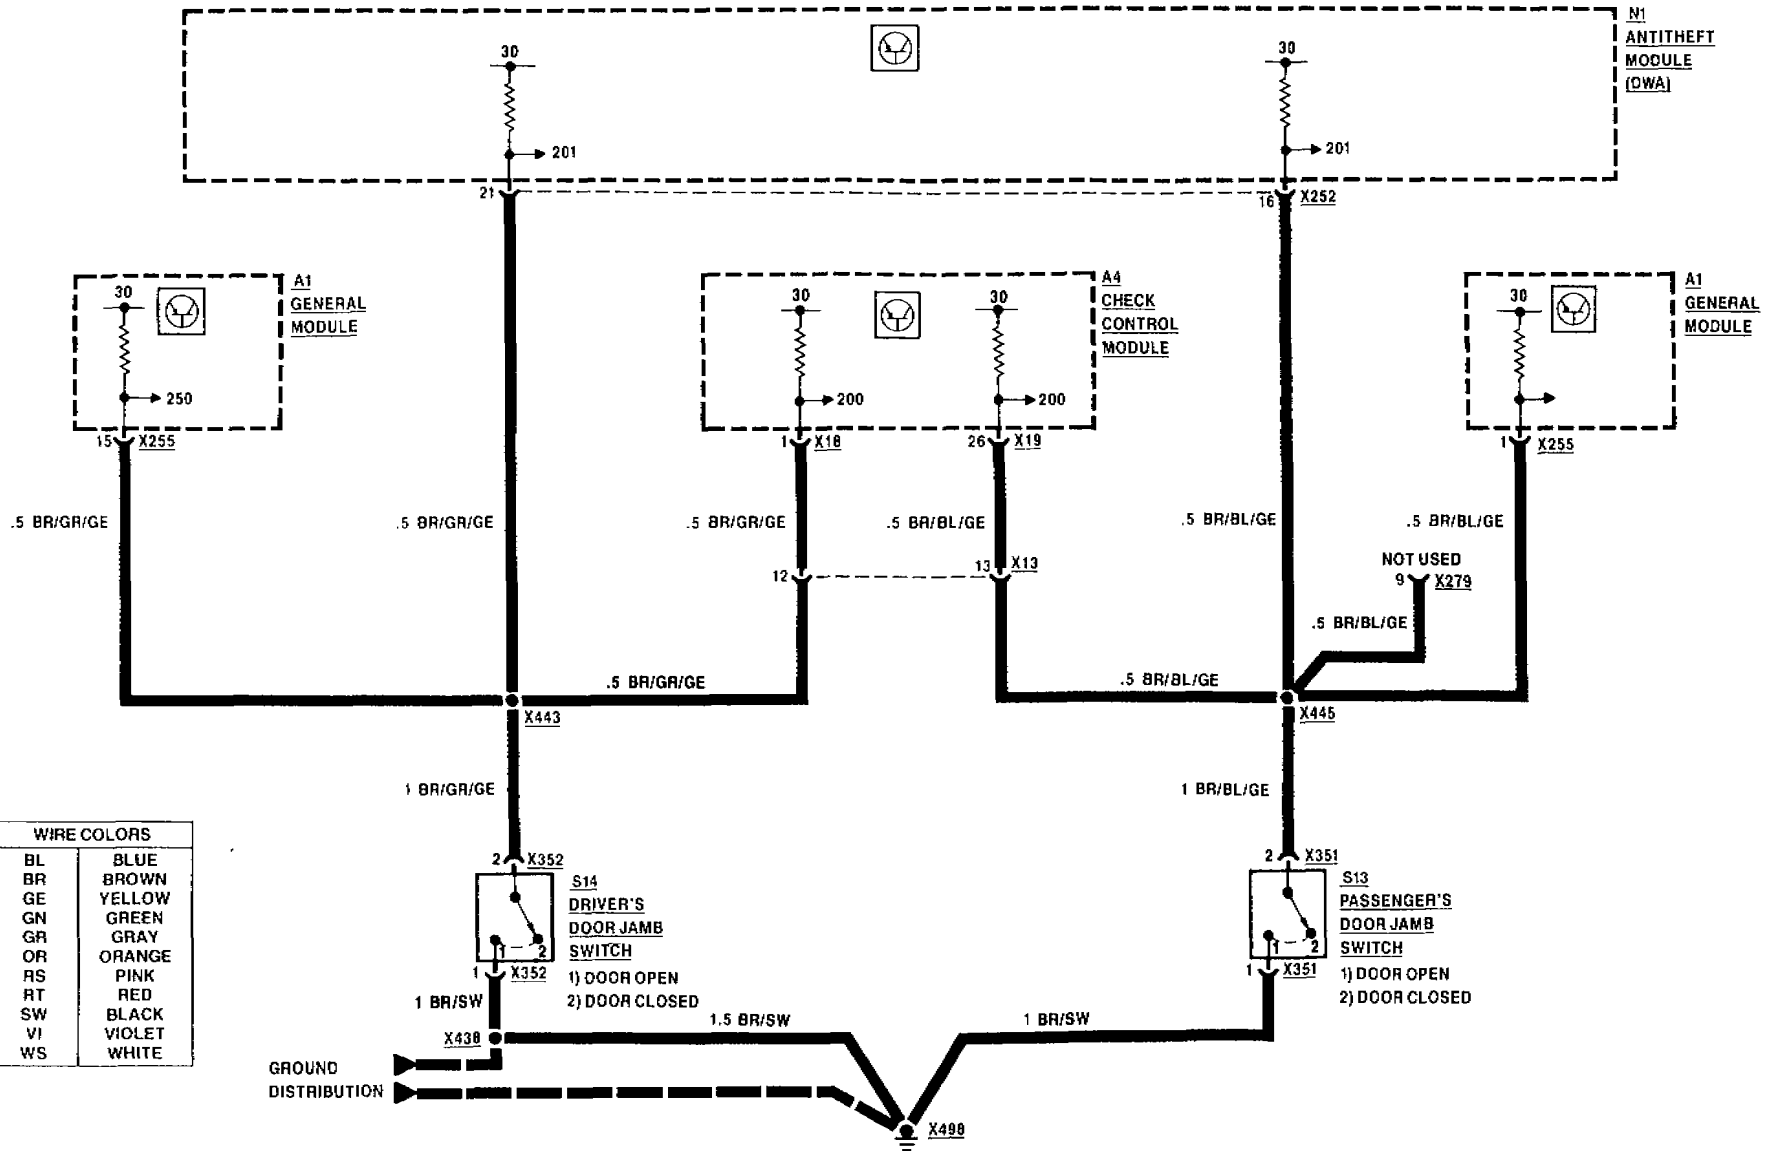 N1
ANTITHEFT
MODULE
(DWA)
30
30
201
201
21
16
X252
A1
GENERAL
MODULE
30
250
15
X255
A4
CHECK
CONTROL
MODULE
30
30
200
200
1
X18
26
X19
A1
GENERAL
MODULE
30
1
X255
.5 BR/GR/GE
.5 BR/GR/GE
.5 BR/GR/GE
.5 BR/BL/GE
.5 BR/BL/GE
.5 BR/BL/GE
NOT USED
9
X279
12
13
X13
.5 BR/BL/GE
.5 BR/GR/GE
.5 BR/BL/GE
X443
X445
1 BR/GR/GE
1 BR/BL/GE
WIRE COLORS
BL BLUE
BR BROWN
GE YELLOW
GN GREEN
GR GRAY
OR ORANGE
RS PINK
RT RED
SW BLACK
VI VIOLET
WS WHITE
2
X352
S14
DRIVER'S
DOOR JAMB
SWITCH
1) DOOR OPEN
2) DOOR CLOSED
1
2
1
X352
2
X351
S13
PASSENGER'S
DOOR JAMB
SWITCH
1) DOOR OPEN
2) DOOR CLOSED
1
2
1
X351
1 BR/SW
X438
1.5 BR/SW
1 BR/SW
GROUND
DISTRIBUTION
X498